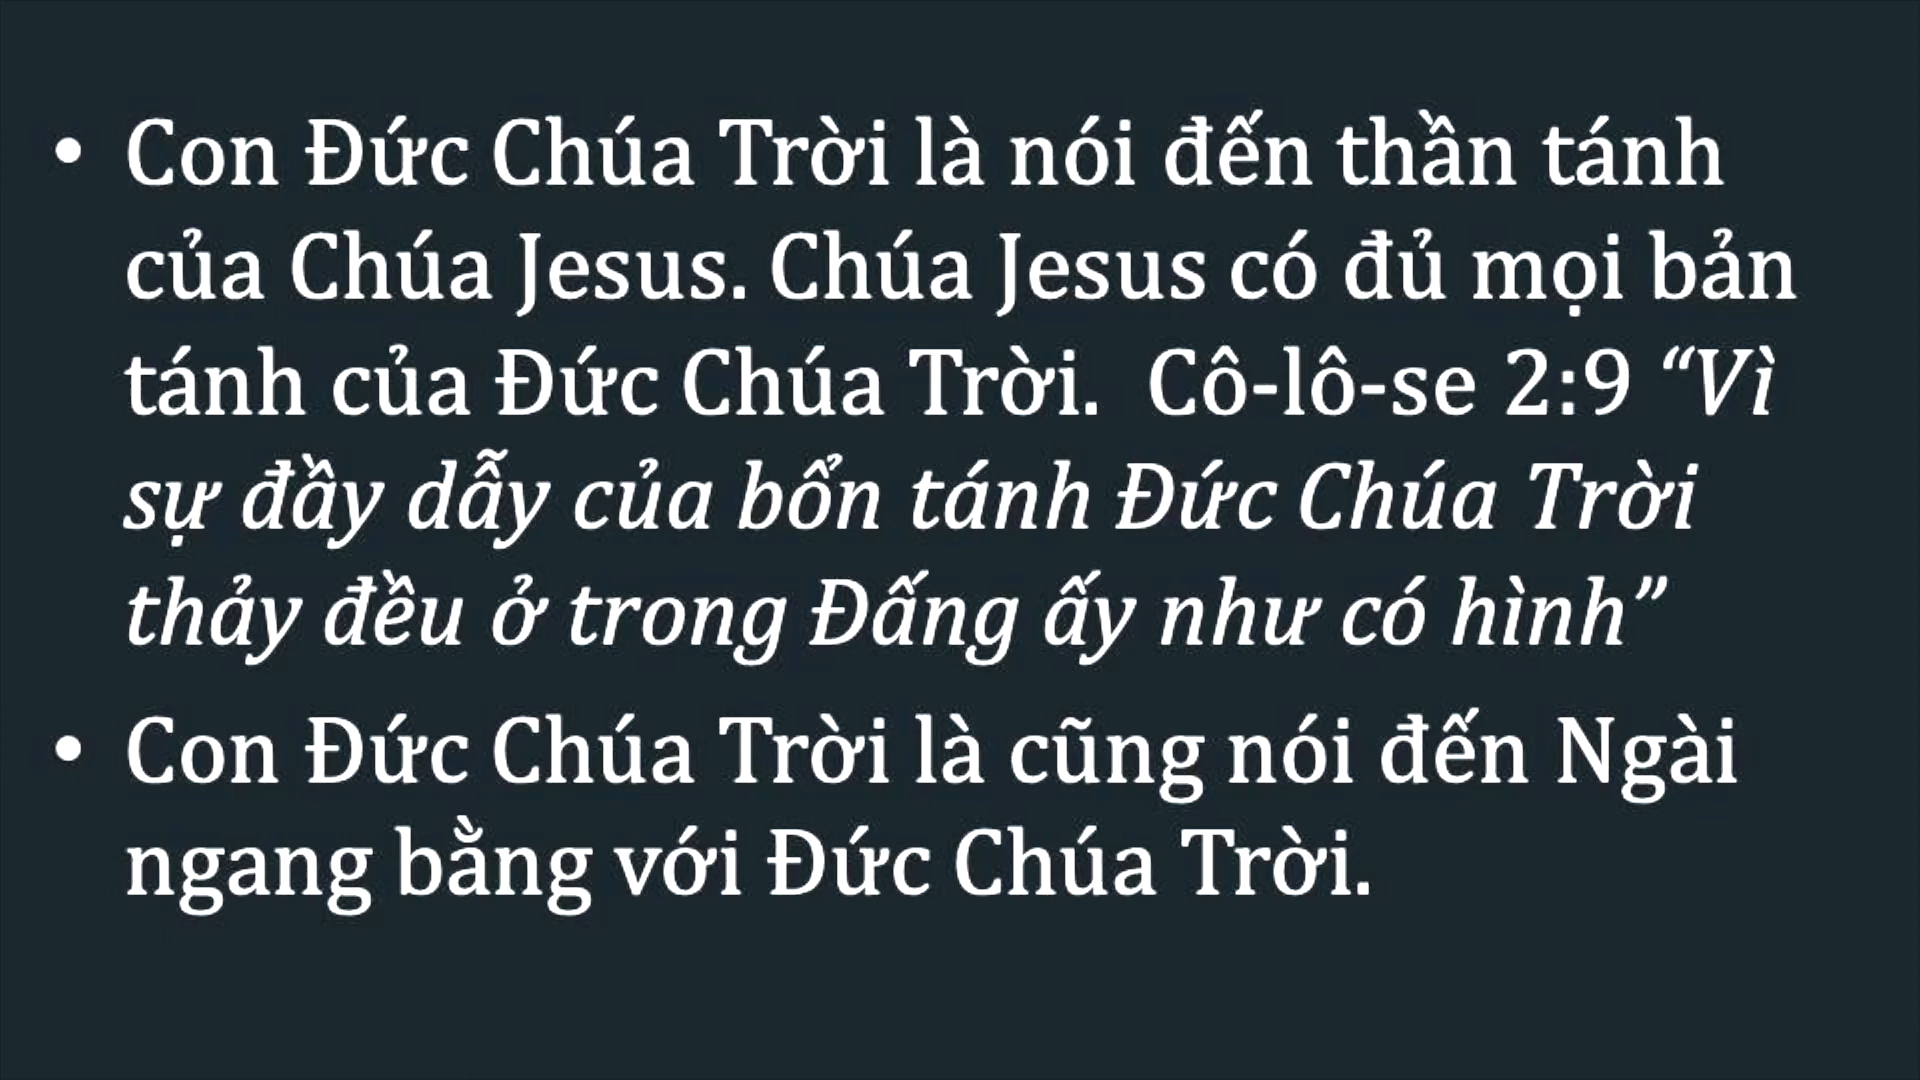 • Con Đức Chúa Trời là nói đến thần tánh
của Chúa Jesus. Chúa Jesus có đủ mọi bản
tánh của Đức Chúa Trời.  Cô-lô-se 2:9 “Vì
sự đầy dẫy của bổn tánh Đức Chúa Trời
thảy đều ở trong Đấng ấy như có hình”
• Con Đức Chúa Trời là cũng nói đến Ngài
ngang bằng với Đức Chúa Trời.